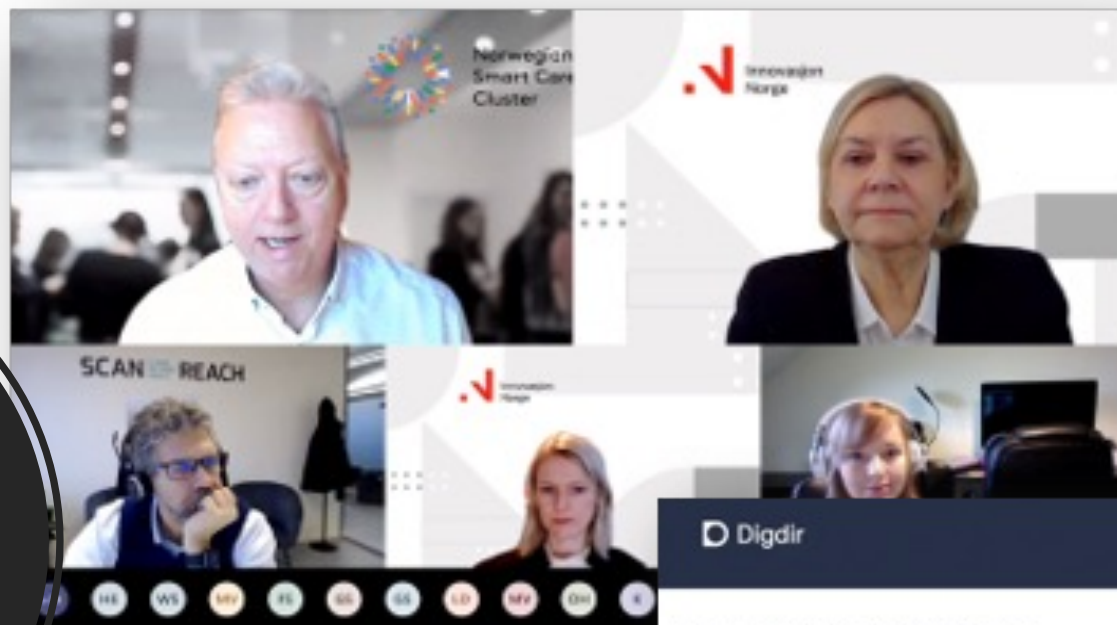 Norwegian
Smart Care
Cluster
Innovasjon
Norge
SCAN REACH
Innovasjon
Norge
HE
WS
MV
FS
GS
GS
LD
MV
OH
K
Digdir